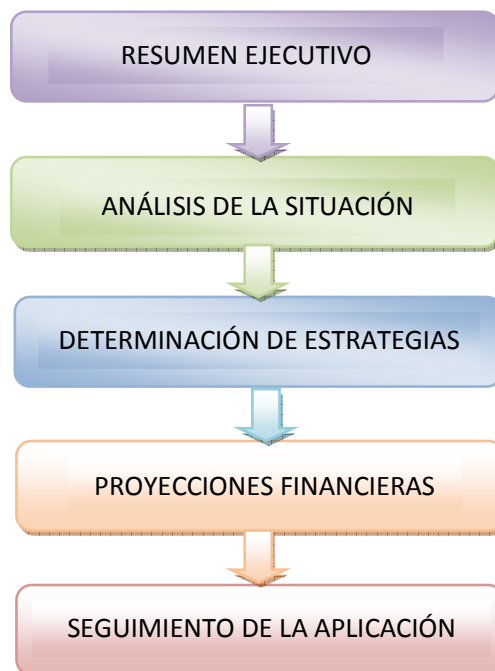 RESUMEN EJECUTIVO
ANÁLISIS DE LA SITUACIÓN
DETERMINACIÓN DE ESTRATEGIAS
PROYECCIONES FINANCIERAS
SEGUIMIENTO DE LA APLICACIÓN